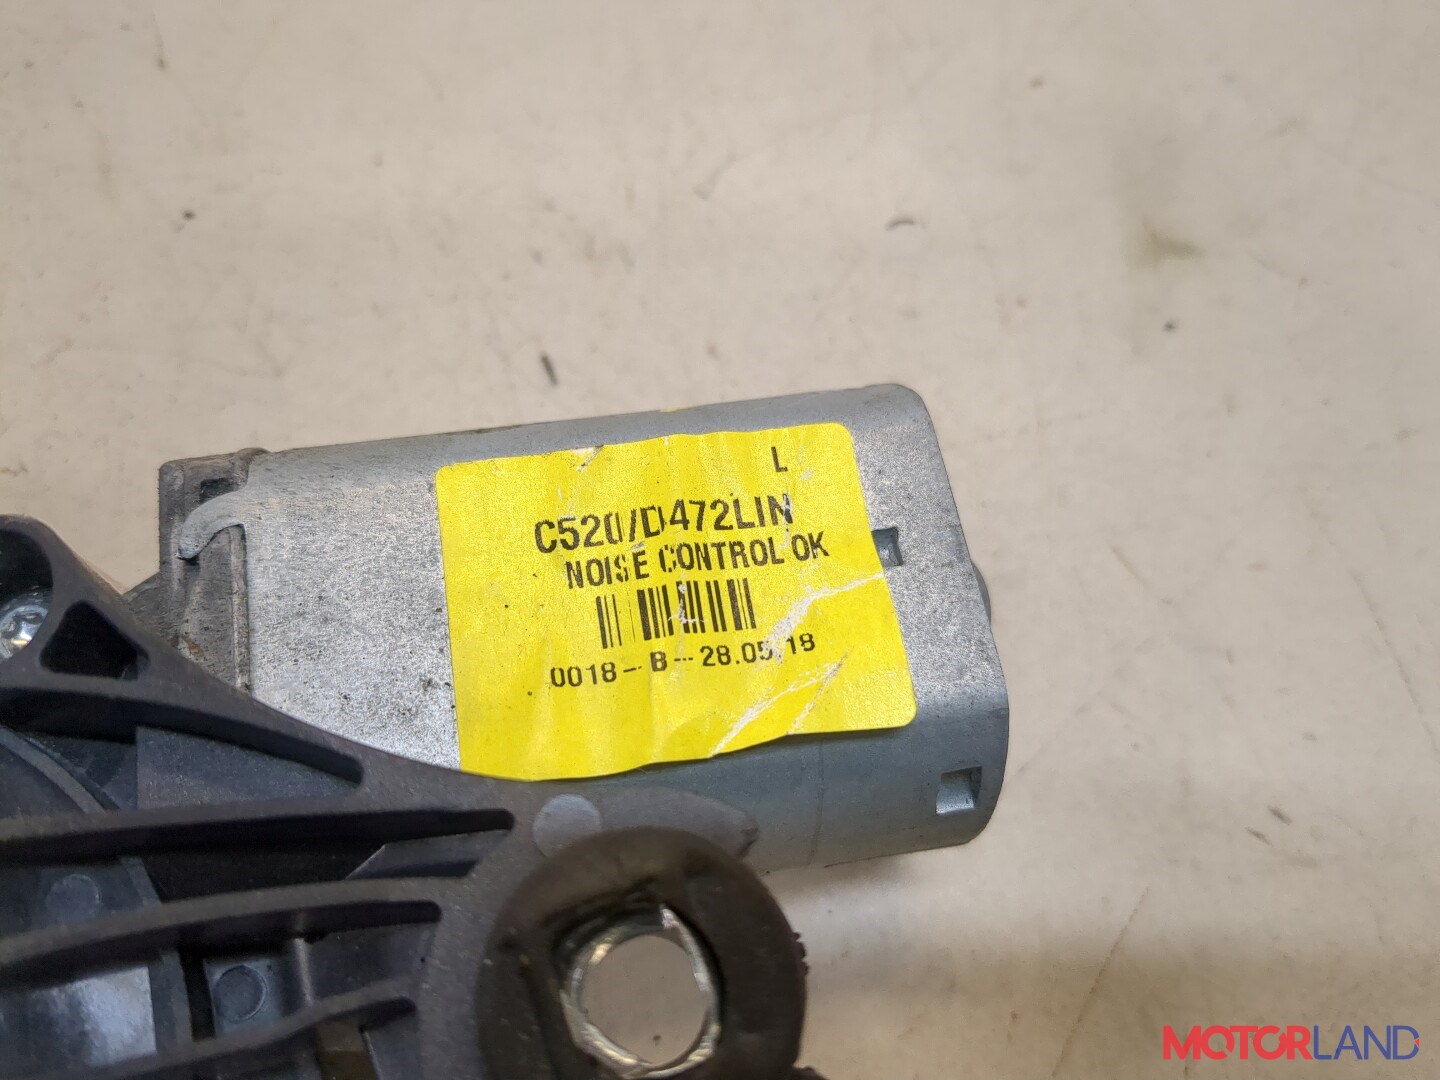 L
C520/D472LIN
NOISE CONTROL OK
0018-B-28.05.18
MOTORLAND